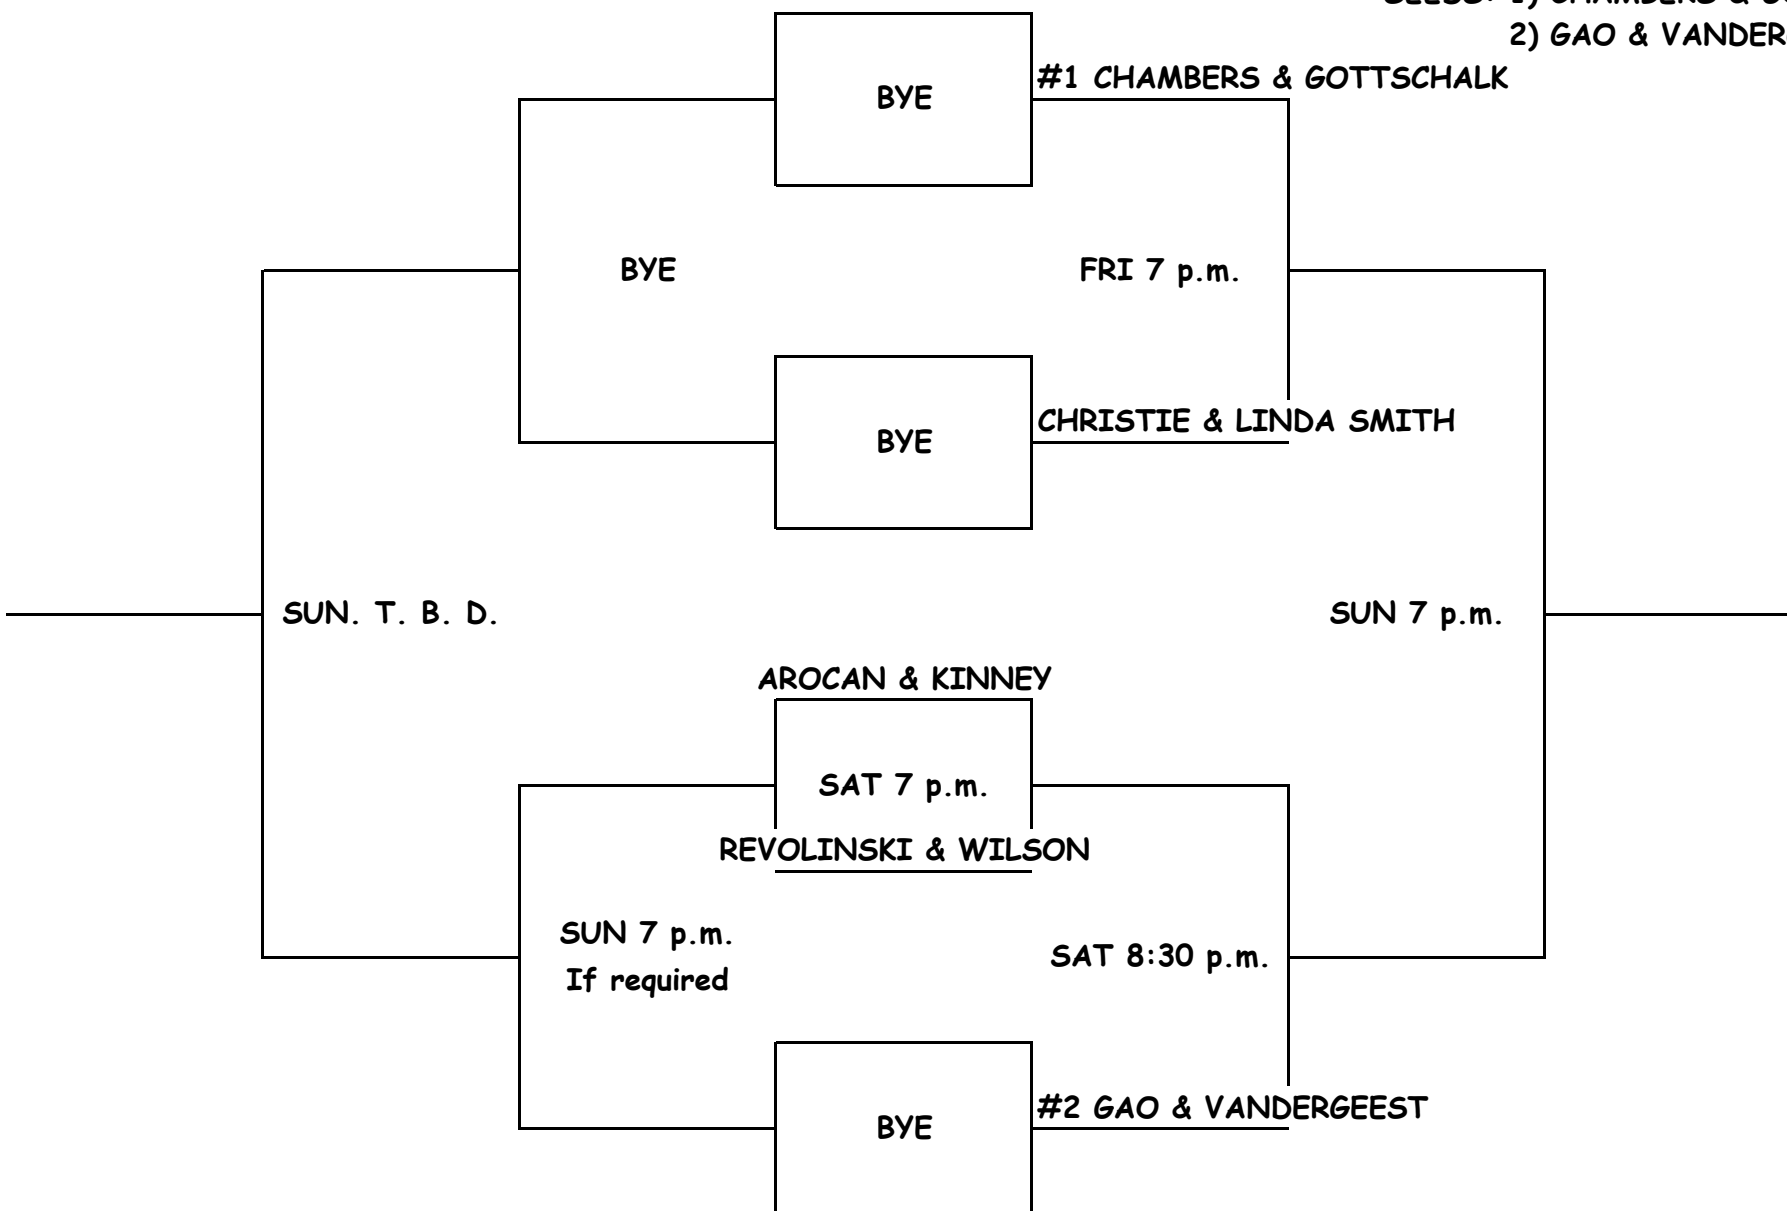 2) GAO &
#1 CHAMBERS & GOTTSCHALK
BYE
BYE
FRI 7 p.m.
CHRISTIE & LINDA SMITH
BYE
SUN. T. B. D.
SUN 7 p.m.
AROCAN & KINNEY
SAT 7 p.m.
REVOLINSKI & WILSON
SUN 7 p.m.
If required
SAT 8:30 p.m.
#2 GAO & VANDERGEEST
BYE